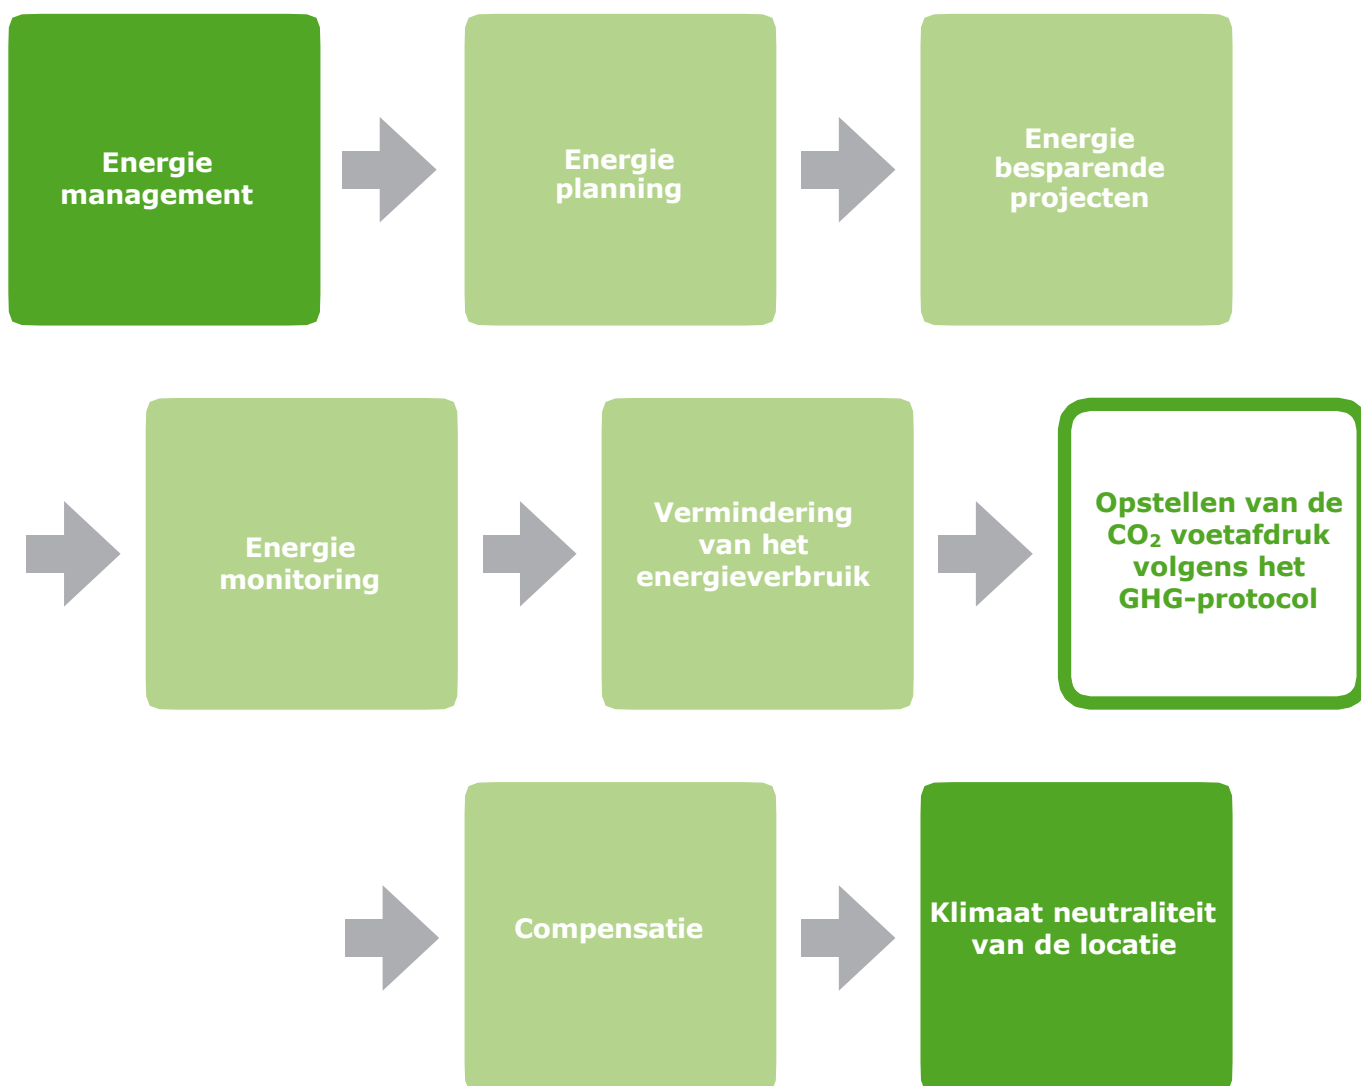 Energie
management
Energie
planning
Energie
besparende
projecten
Energie
monitoring
Vermindering
van het
energieverbruik
Opstellen van de
CO₂ voetafdruk
volgens het
GHG-protocol
Compensatie
Klimaat neutraliteit
van de locatie